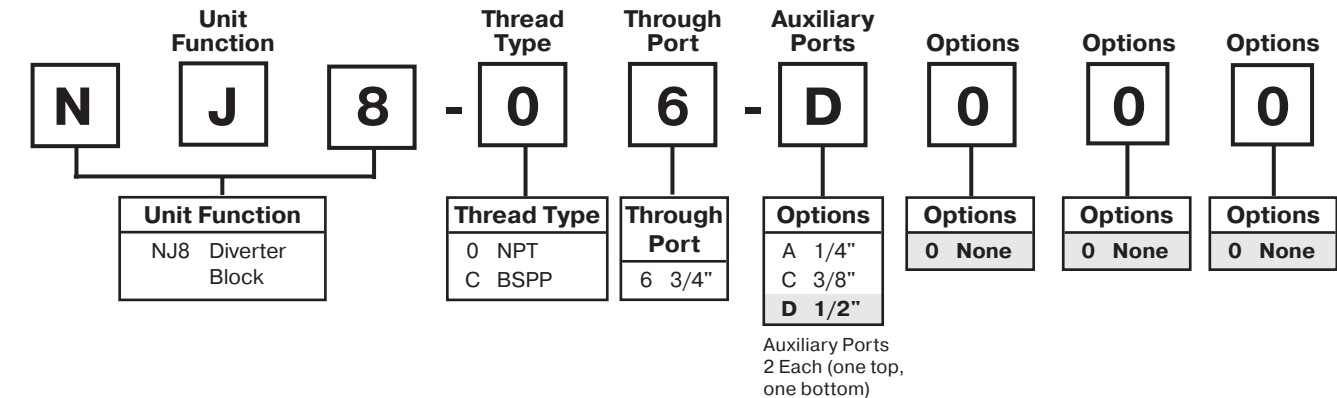 Unit Function
Thread Type
Through Port
Auxiliary Ports
Options
Options
Options
N J 8 - 0 6 - D 0 0 0
Unit Function
NJ8 Diverter
Block
Thread Type
0 NPT
C BSPP
Through
Port
6 3/4"
Options
A 1/4"
C 3/8"
D 1/2"
Auxiliary Ports
2 Each (one top,
one bottom)
Options
0 None
Options
0 None
Options
0 None